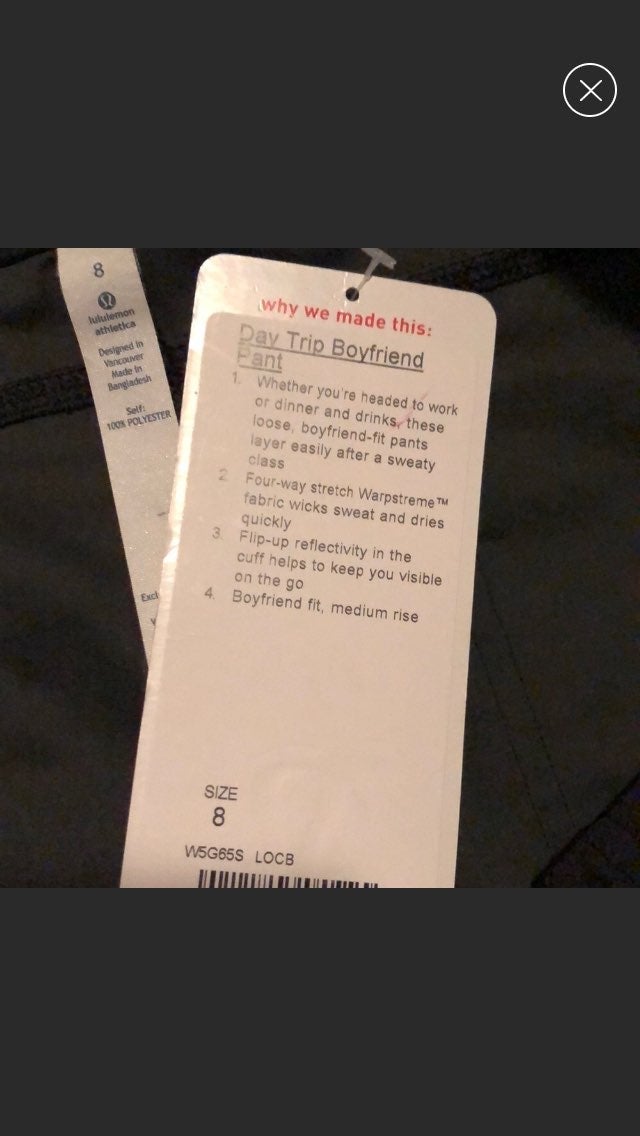 8
lululemon
athletica
Designed in
Vancouver
Made in
Bangladesh
Self:
100% POLYESTER
why we made this:
Day Trip Boyfriend
Pant
1. Whether you're headed to work
or dinner and drinks, these
loose, boyfriend-fit pants
layer easily after a sweaty
class
2 Four-way stretch Warpstreme™
fabric wicks sweat and dries
quickly
3. Flip-up reflectivity in the
cuff helps to keep you visible
on the go
4. Boyfriend fit, medium rise
SIZE
8
W5G65S LOCB